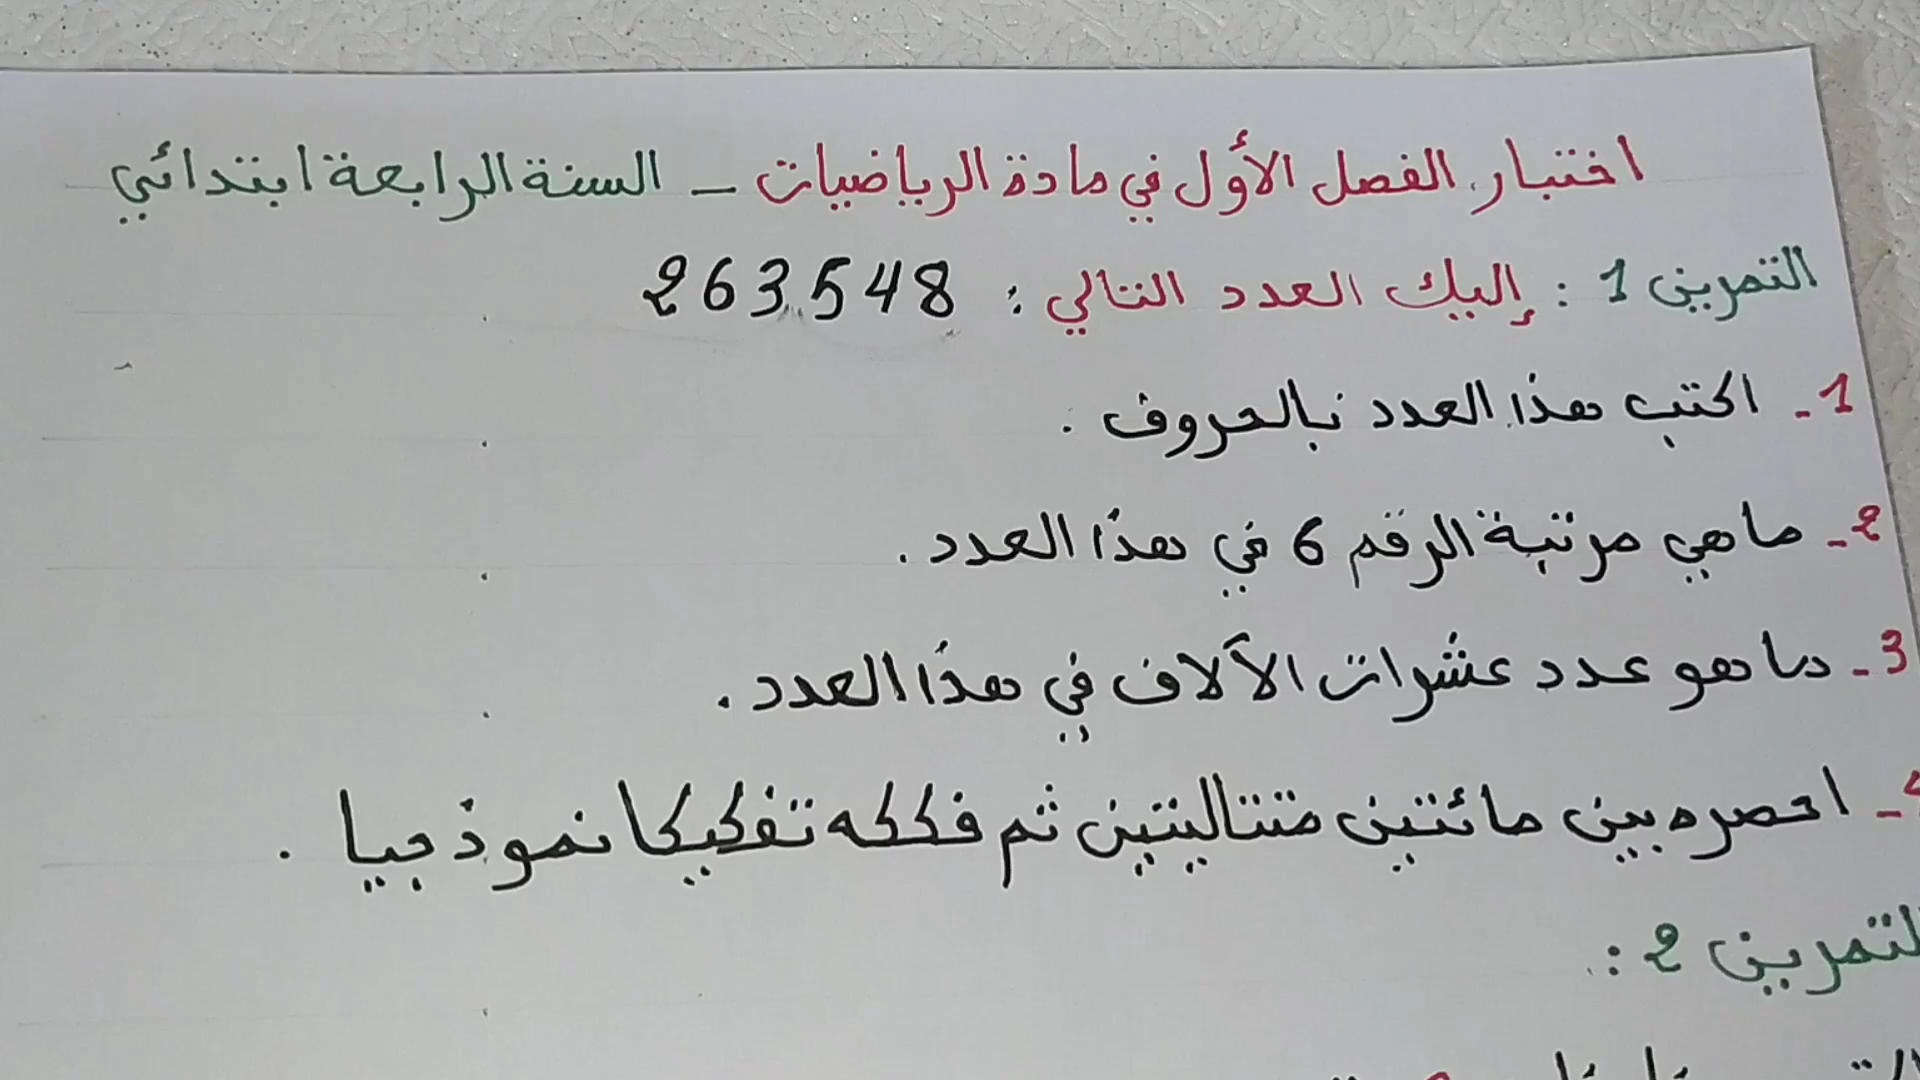 اختبار الفصل الأول في مادة الرياضيات - السنة الرابعة ابتدائي
التمرين 1 : إليك العدد التالي : 263548
1- اكتب هذا العدد بالحروف .
2- ما هي مرتبة الرقم 6 في هذا العدد .
3- ما هو عدد عشرات الآلاف في هذا العدد .
4- احصره بين مائتين متتاليتين ثم فككه تفكيكا نموذجيا .
التمرين 2 :